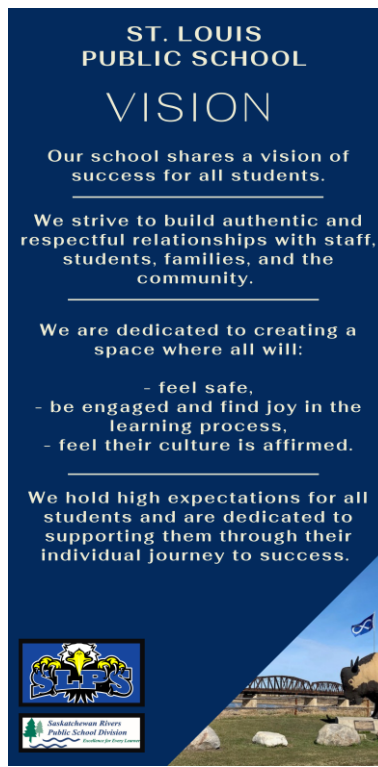 ST. LOUIS
PUBLIC SCHOOL
VISION
Our school shares a vision of
success for all students.
We strive to build authentic and
respectful relationships with staff,
students, families, and the
community.
We are dedicated to creating a
space where all will:
- feel safe,
- be engaged and find joy in the
learning process,
- feel their culture is affirmed.
We hold high expectations for all
students and are dedicated to
supporting them through their
individual journey to success.
SLPS
Saskatchewan Rivers
Public School Division
Excellence for Every Learner